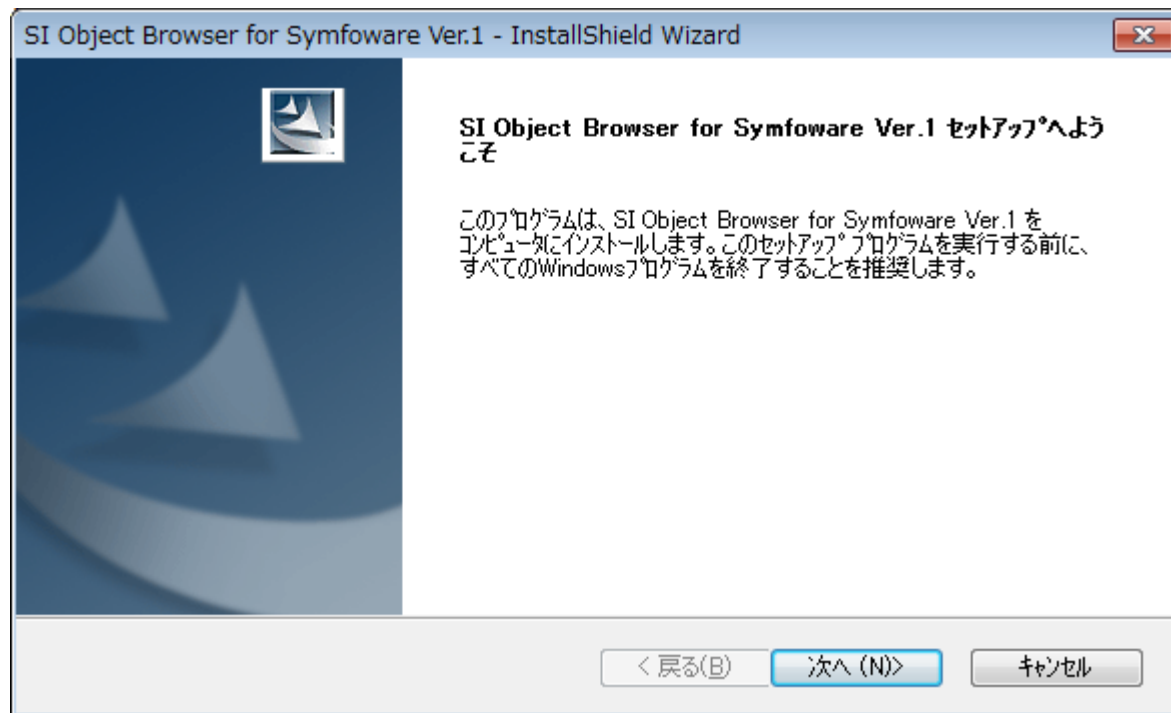 SI Object Browser for Symfoware Ver.1 - InstallShield Wizard
SI Object Browser for Symfoware Ver.1 ｾｯﾄｱｯﾌﾟへよう
こそ
このﾌﾟﾛｸﾞﾗﾑは、SI Object Browser for Symfoware Ver.1 を
ｺﾝﾋﾟｭｰﾀにｲﾝｽﾄｰﾙします。このｾｯﾄｱｯﾌﾟ ﾌﾟﾛｸﾞﾗﾑを実行する前に、
すべてのWindowsﾌﾟﾛｸﾞﾗﾑを終了することを推奨します。
< 戻る(B)
次へ (N)>
ｷｬﾝｾﾙ